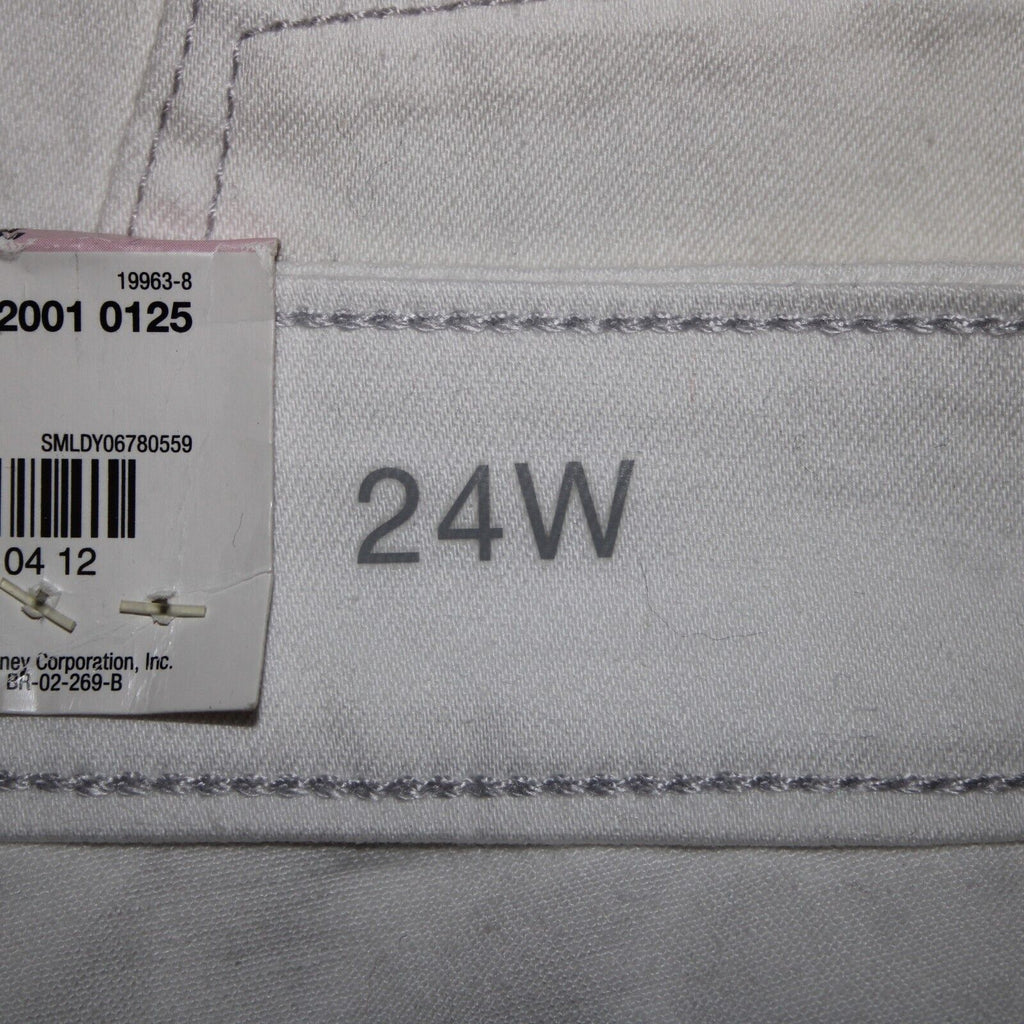 19963-8
2001 0125
SMLDY06780559
04 12
24W
ney Corporation, Inc.
BR-02-269-B